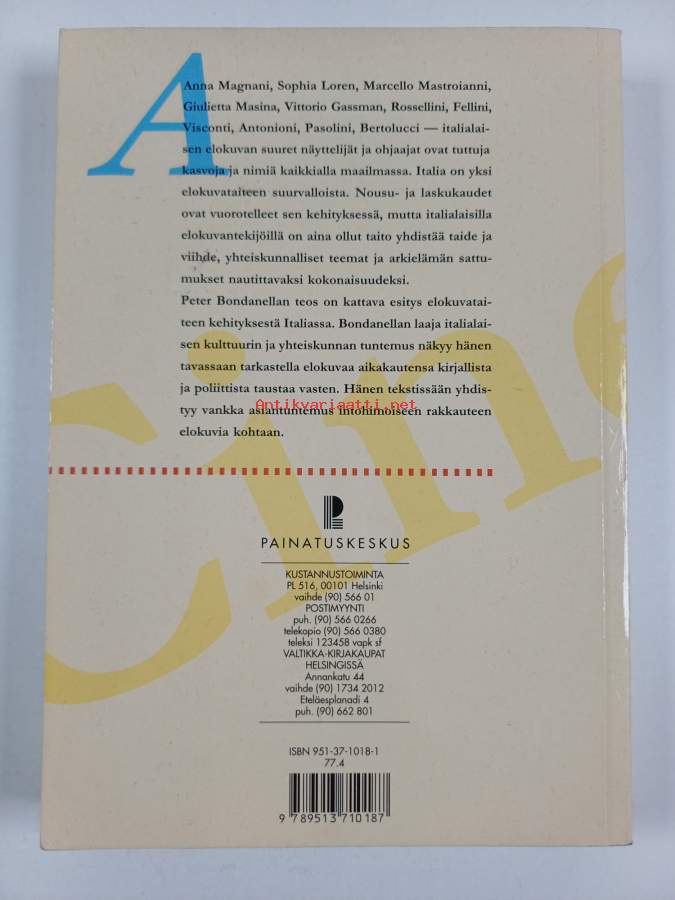 A
Anna Magnani, Sophia Loren, Marcello Mastroianni,
Giulietta Masina, Vittorio Gassman, Rossellini, Fellini,
Visconti, Antonioni, Pasolini, Bertolucci — italialai-
sen elokuvan suuret näyttelijät ja ohjaajat ovat tuttuja
kasvoja ja nimiä kaikkialla maailmassa. Italia on yksi
elokuvataiteen suurvalloista. Nousu- ja laskukaudet
ovat vuorotelleet sen kehityksessä, mutta italialaisilla
elokuvantekijöillä on aina ollut taito yhdistää taide ja
viihde, yhteiskunnalliset teemat ja arkielämän sattu-
mukset nautittavaksi kokonaisuudeksi.
Peter Bondanellan teos on kattava esitys elokuvatai-
teen kehityksestä Italiassa. Bondanellan laaja italialai-
sen kulttuurin ja yhteiskunnan tuntemus näkyy hänen
tavassaan tarkastella elokuvaa aikakautensa kirjallista
ja poliittista taustaa vasten. Hänen tekstissään yhdis-
Antikvariaatti.net
tyy vankka asiantuntemus intohimoiseen rakkauteen
elokuvia kohtaan.
Cine
PAINATUSKESKUS
KUSTANNUSTOIMINTA
PL 516, 00101 Helsinki
vaihde (90) 566 01
POSTIMYYNTI
puh. (90) 566 0266
telekopio (90) 566 0380
teleksi 123458 vapk sf
VALTIKKA-KIRJAKAUPAT
HELSINGISSÄ
Annankatu 44
vaihde (90) 1734 2012
Eteläesplanadi 4
puh. (90) 662 801
ISBN 951-37-1018-1
77.4
9 789513 710187